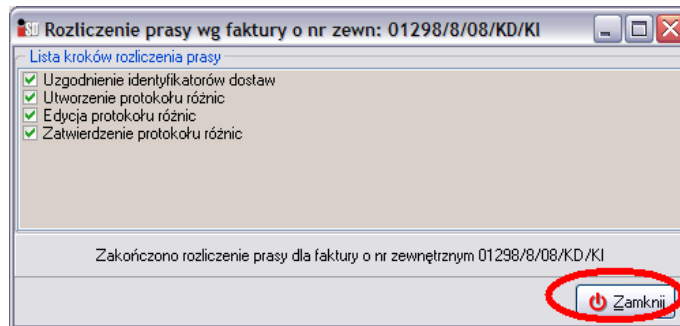 Rozliczenie prasy wg faktury o nr zewn: 01298/8/08/KD/KI
Lista kroków rozliczenia prasy
Uzgodnienie identyfikatorów dostaw
Utworzenie protokołu różnic
Edycja protokołu różnic
Zatwierdzenie protokołu różnic
Zakończono rozliczenie prasy dla faktury o nr zewnętrznym 01298/8/08/KD/KI
Zamknij